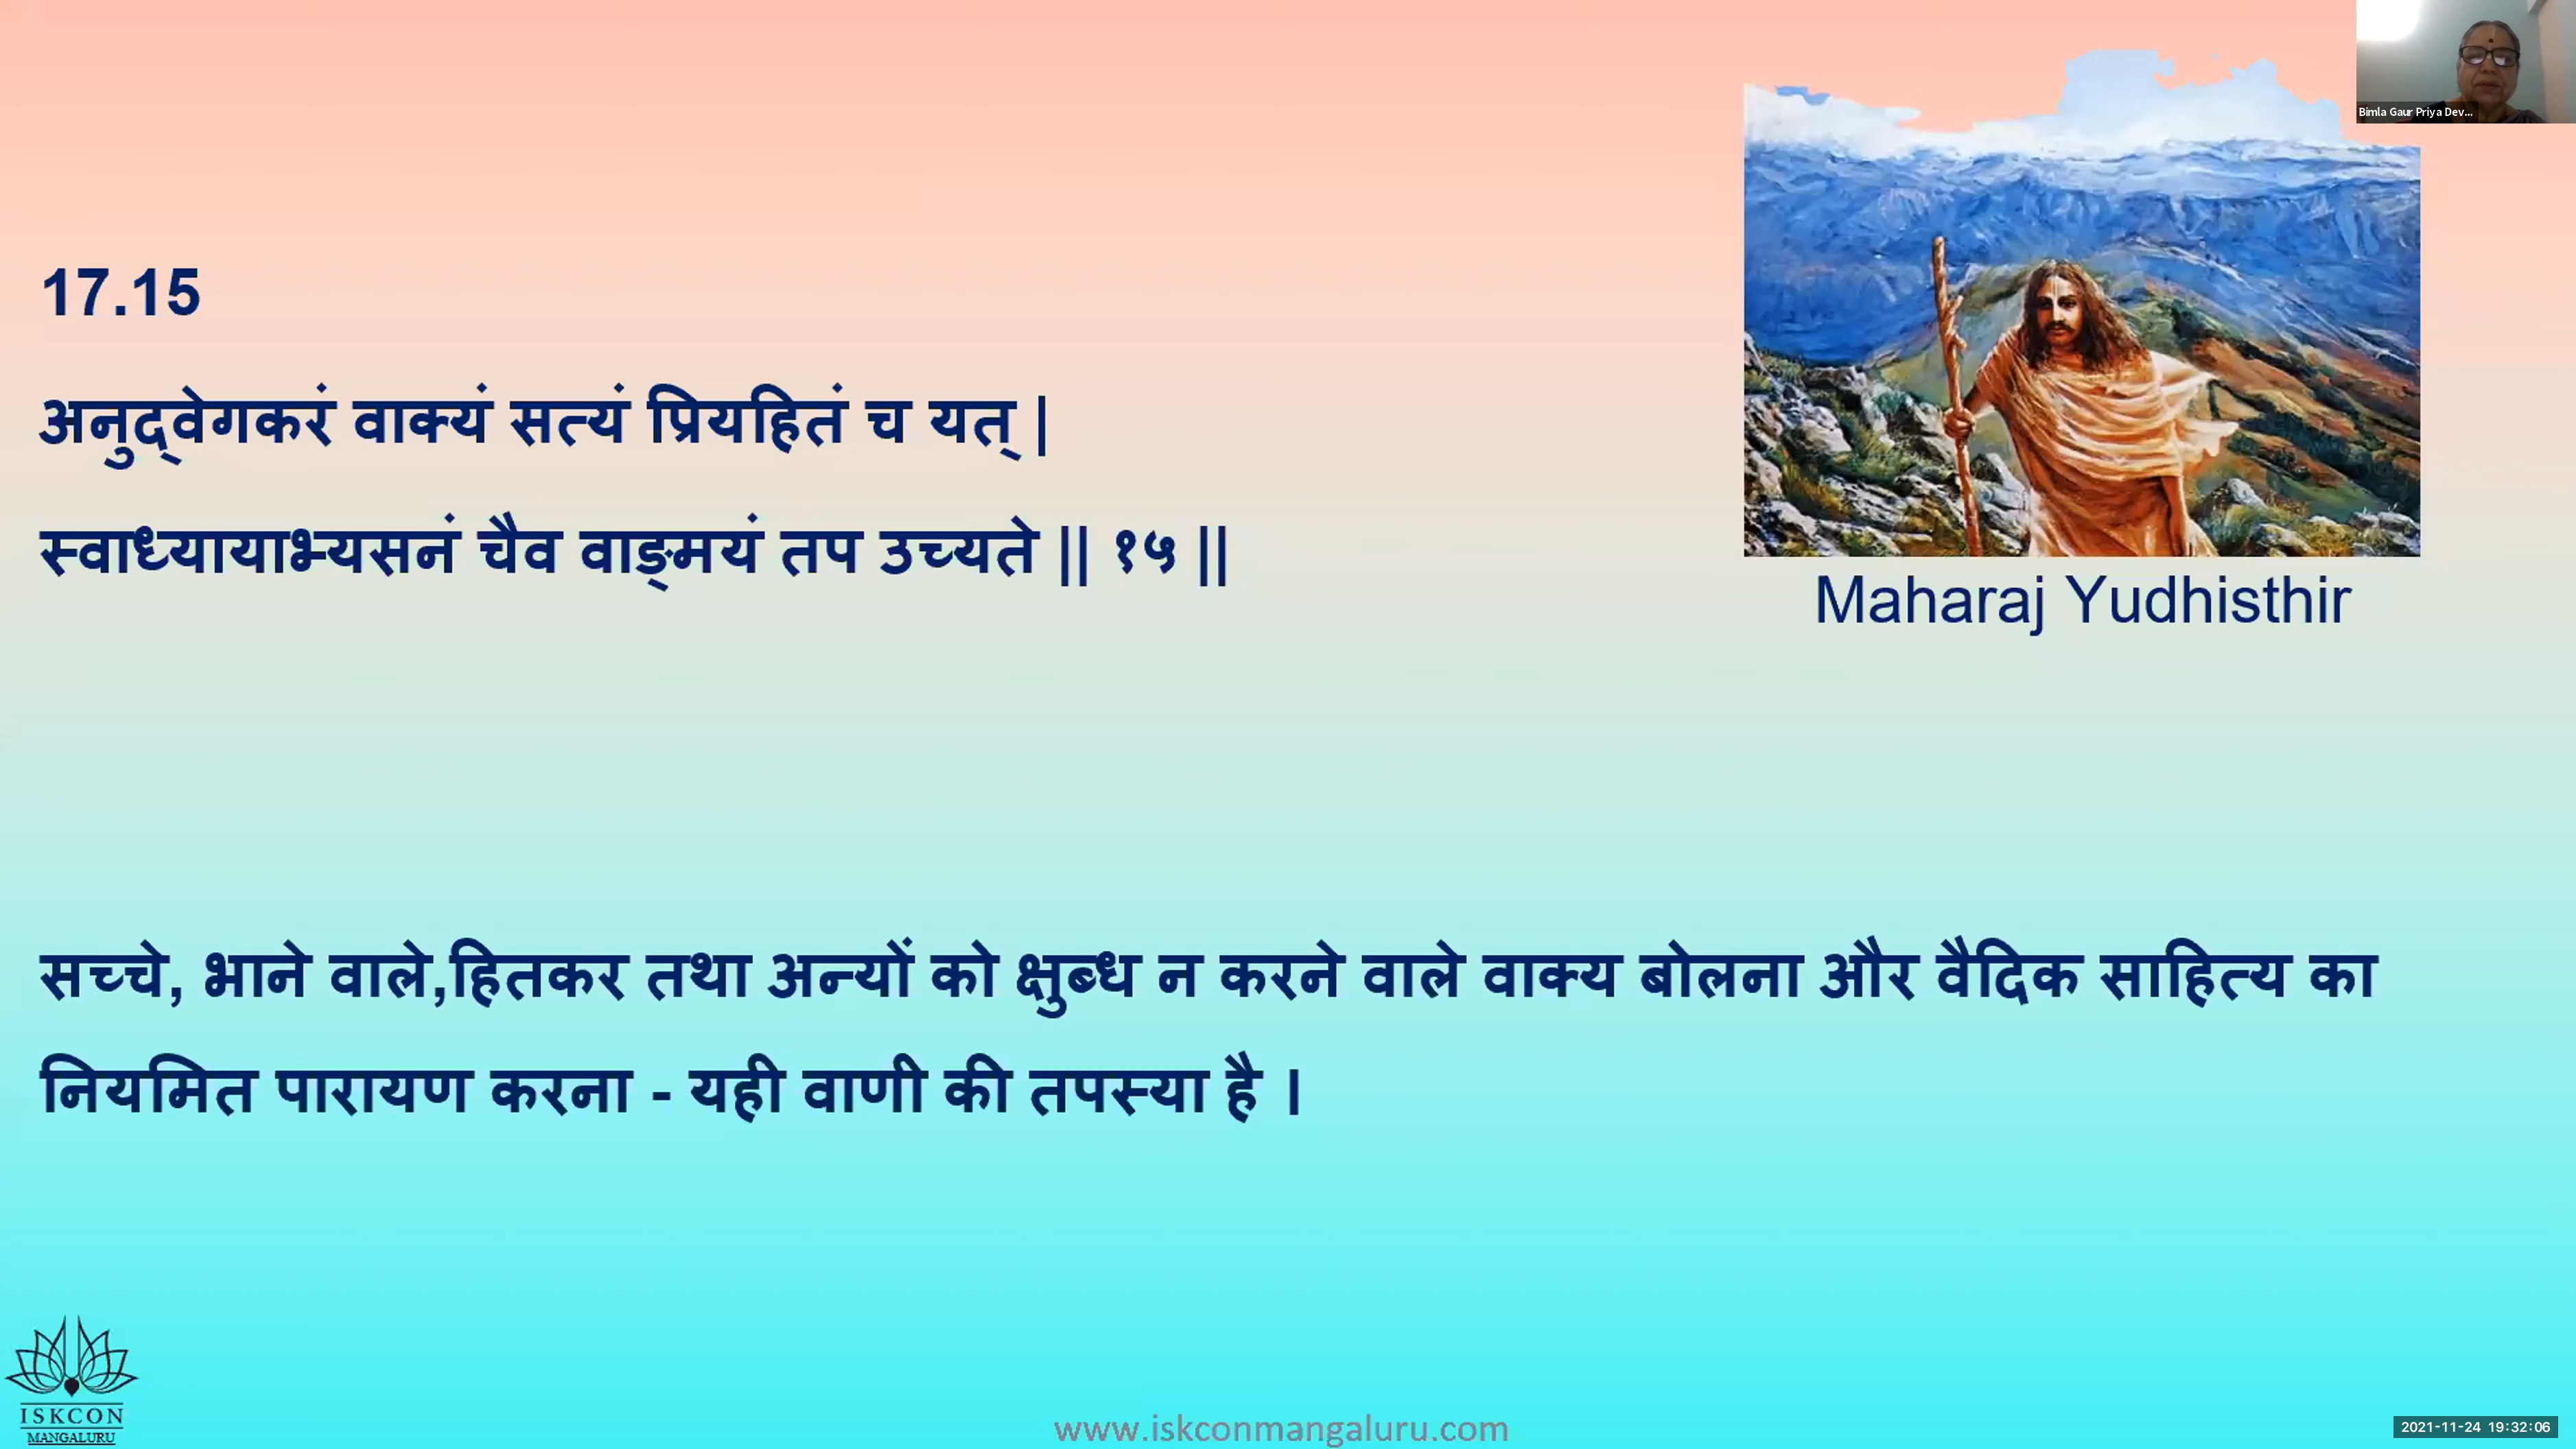 Bimla Gaur Priya Dev...
17.15
अनुद्वेगकरं वाक्यं सत्यं प्रियहितं च यत् |
स्वाध्यायाभ्यसनं चैव वाङ्मयं तप उच्यते || १५ ||
Maharaj Yudhisthir
सच्चे, भाने वाले,हितकर तथा अन्यों को क्षुब्ध न करने वाले वाक्य बोलना और वैदिक साहित्य का
नियमित पारायण करना - यही वाणी की तपस्या है ।
ISKCON
MANGALURU
www.iskconmangaluru.com
2021-11-24 19:32:06